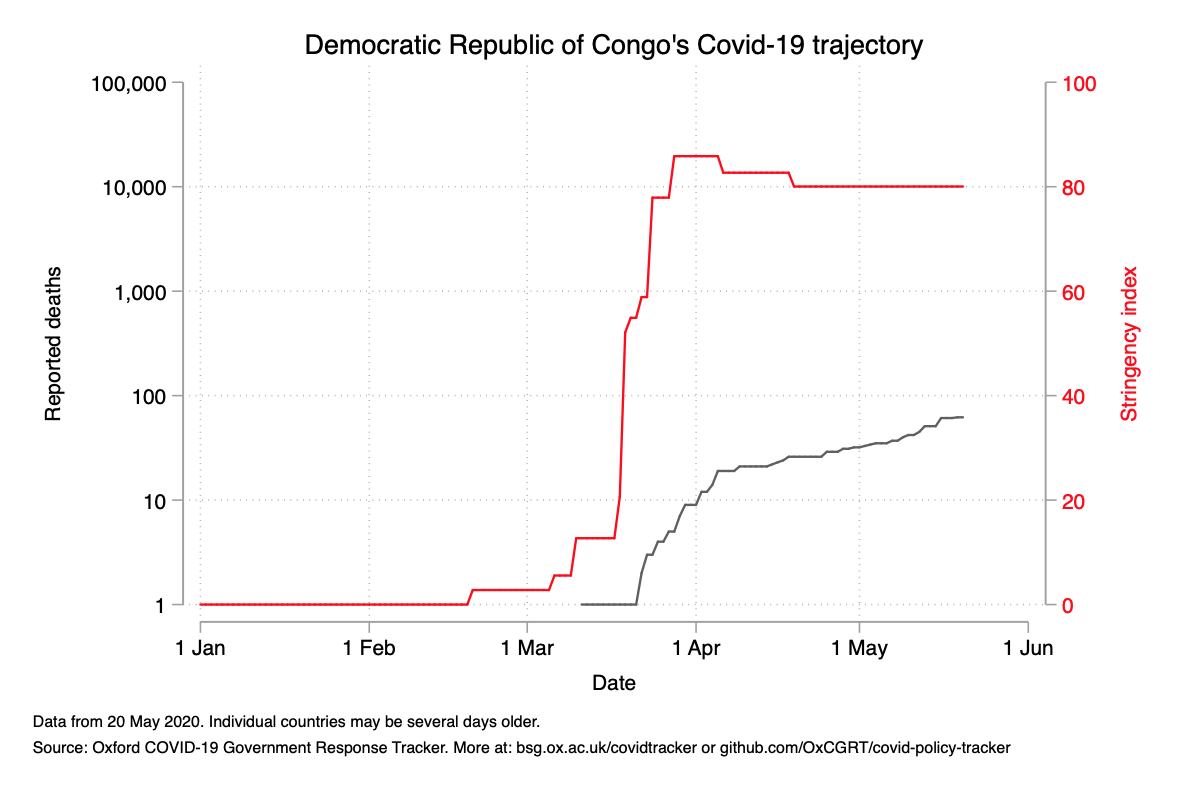 Democratic Republic of Congo's Covid-19 trajectory
100,000
10,000
1,000
100
10
1
Reported deaths
100
80
60
40
20
0
Stringency index
1 Jan
1 Feb
1 Mar
1 Apr
1 May
1 Jun
Date
Data from 20 May 2020. Individual countries may be several days older.
Source: Oxford COVID-19 Government Response Tracker. More at: bsg.ox.ac.uk/covidtracker or github.com/OxCGRT/covid-policy-tracker